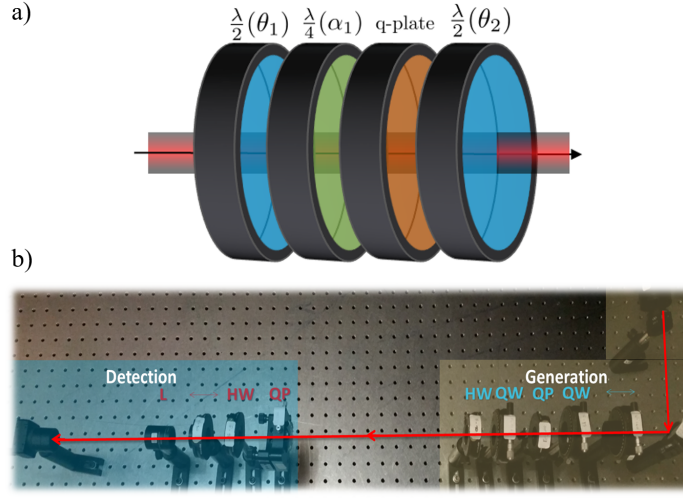 a)
λ/2(θ₁) λ/4(α₁) q-plate λ/2(θ₂)
b)
Detection Generation
L ↔ HW QP HW QW QP QW ↔